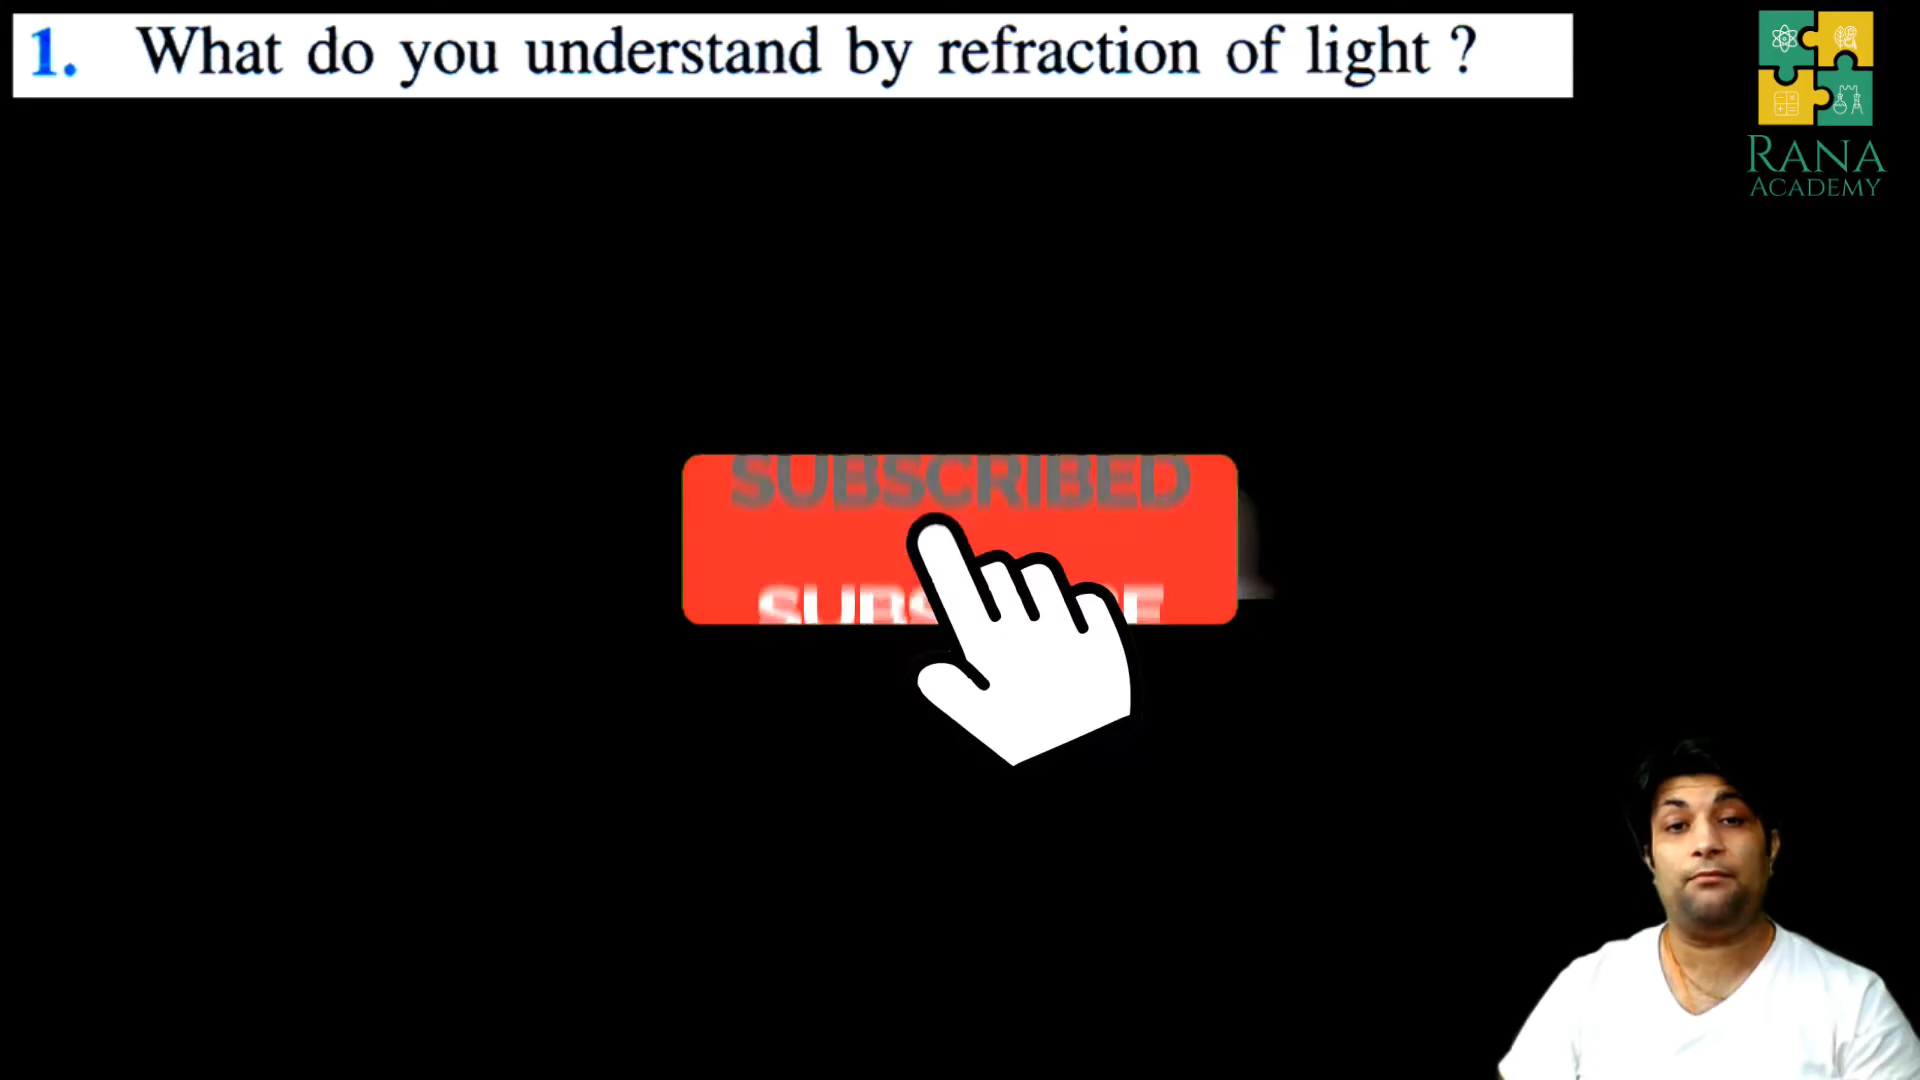 1. What do you understand by refraction of light ?
RANA
ACADEMY
SUBSCRIBED